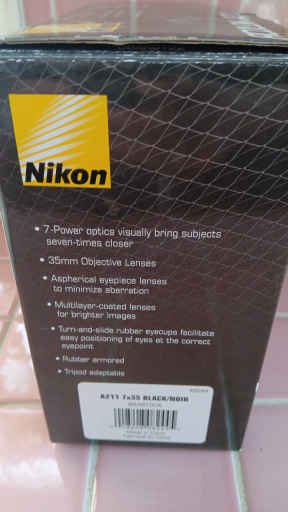 Nikon
• 7-Power optics visually bring subjects
seven-times closer
• 35mm Objective Lenses
• Aspherical eyepiece lenses
to minimize aberration
• Multilayer-coated lenses
for brighter images
• Turn-and-slide rubber eyecups facilitate
easy positioning of eyes at the correct
eyepoint
• Rubber armored
• Tripod adaptable
A211 7x35 BLACK/NOIR